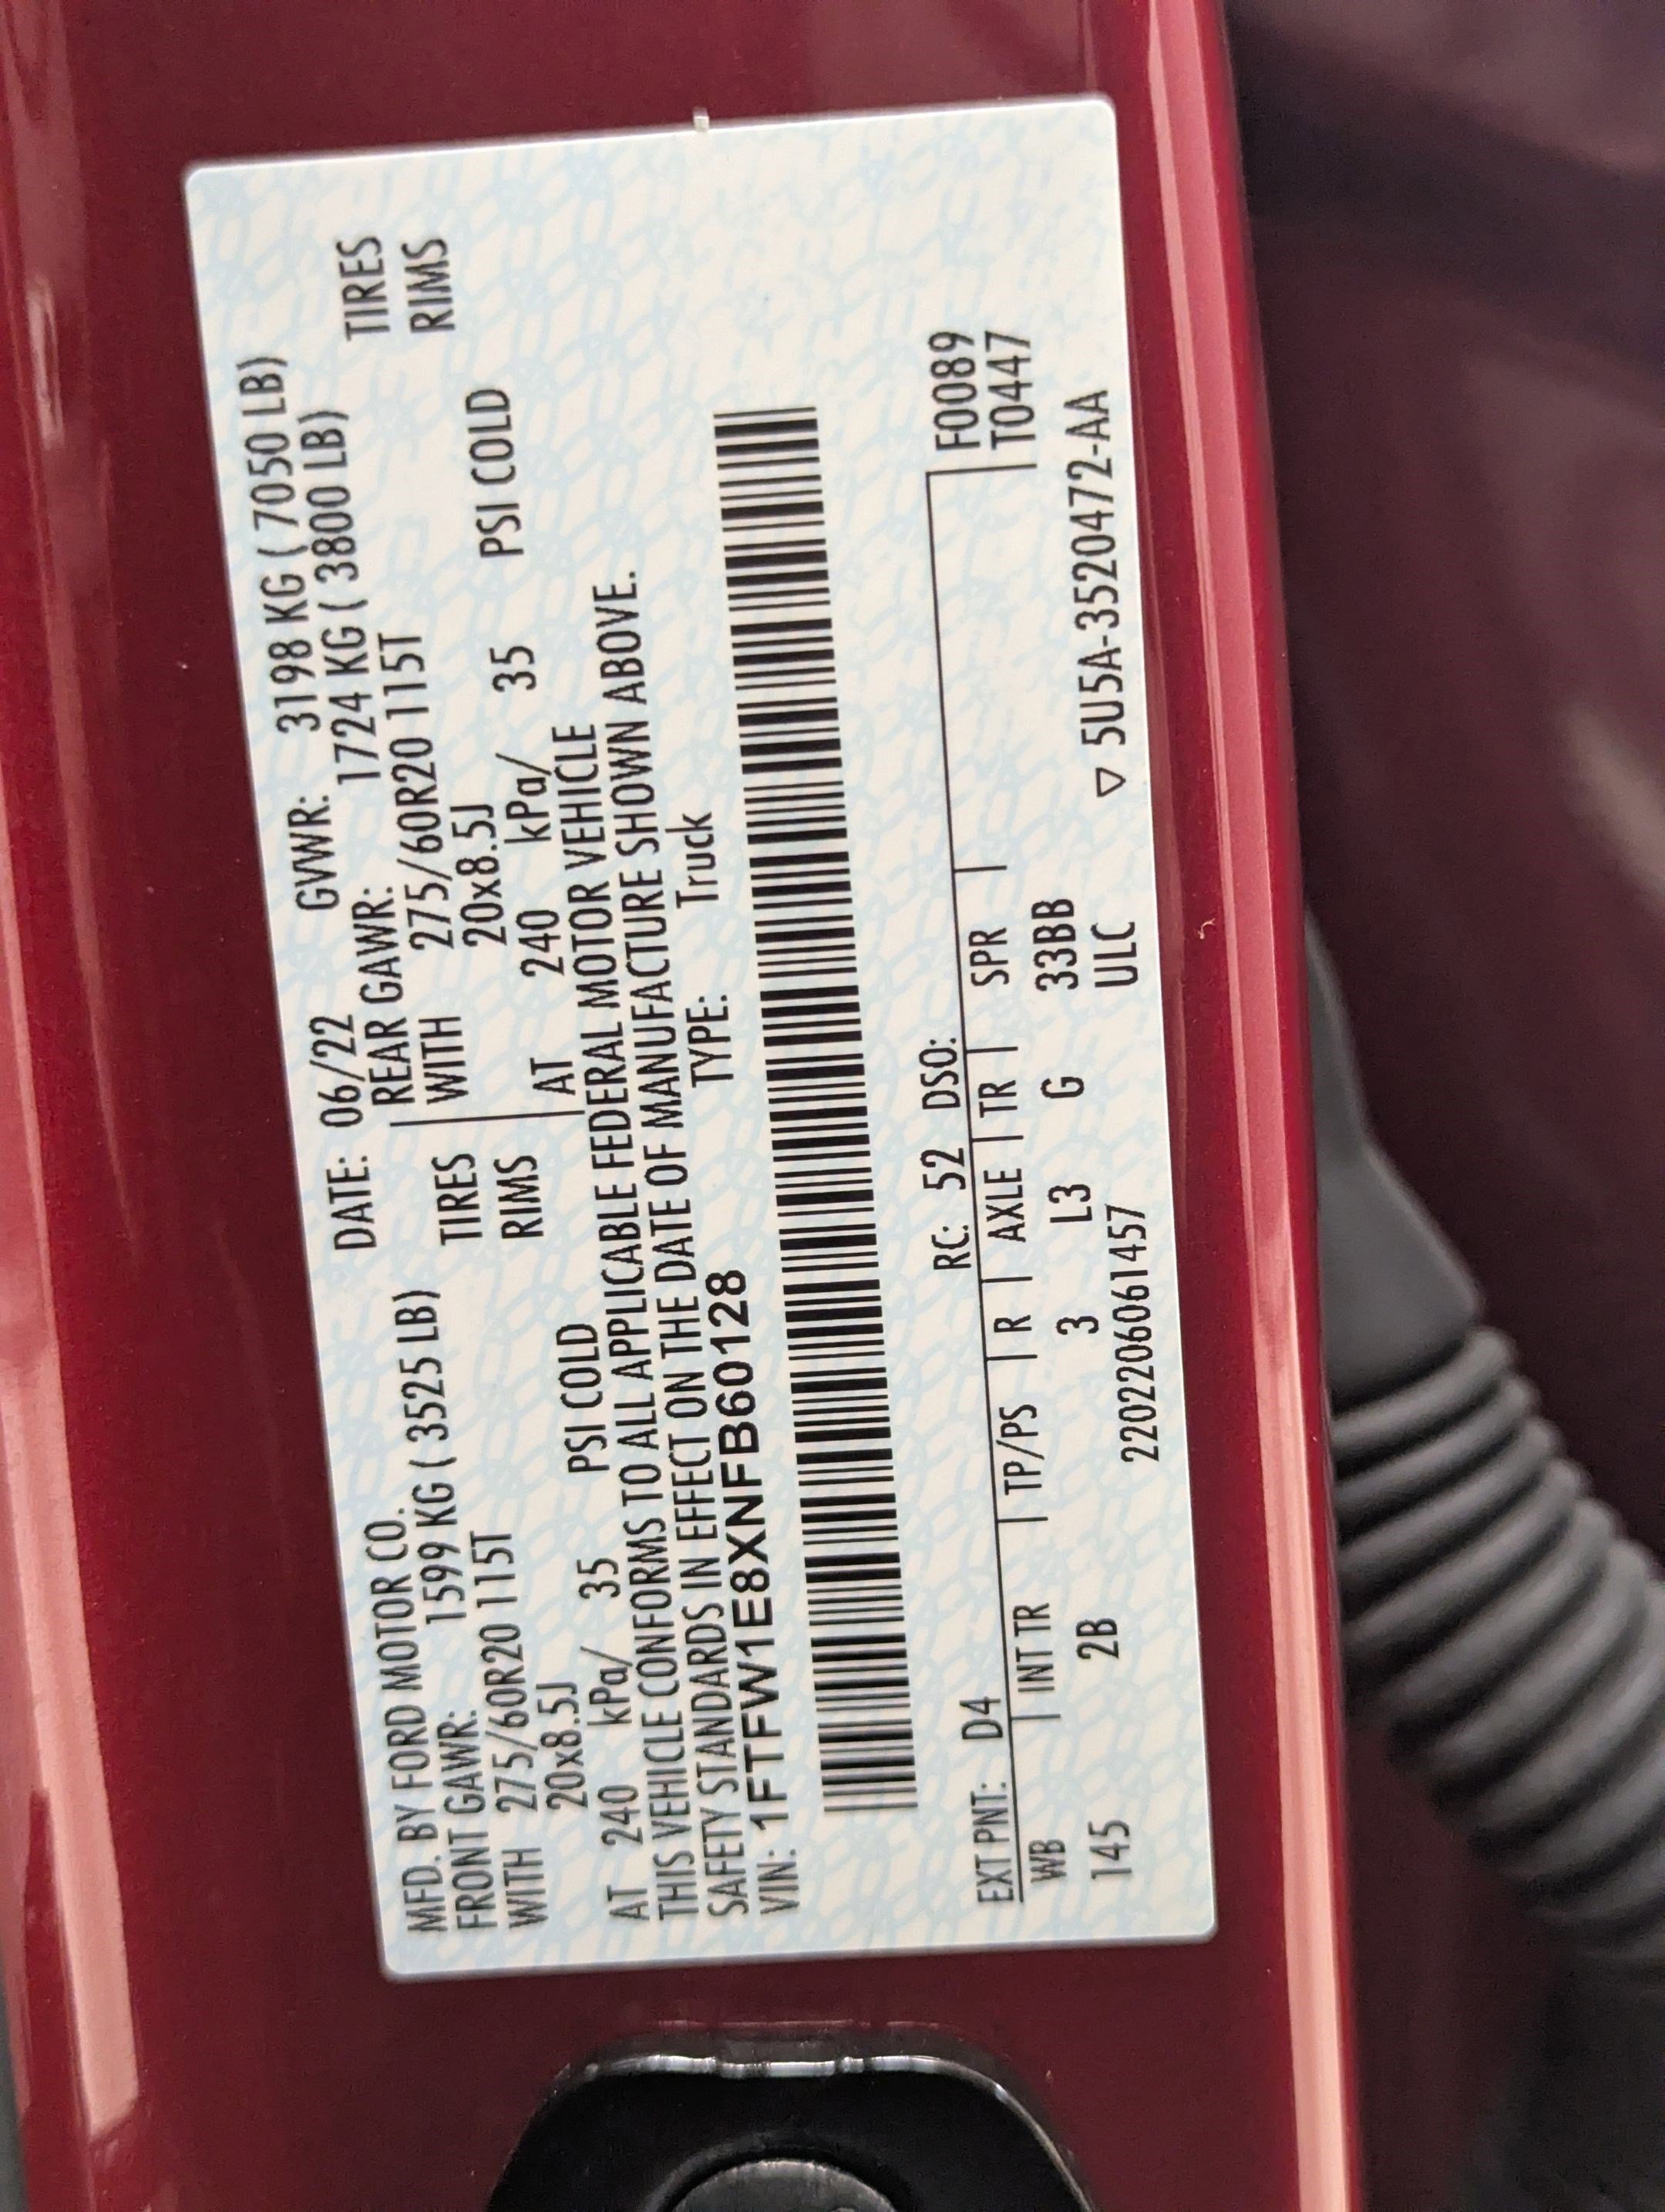 MFD. BY FORD MOTOR CO. DATE: 06/22 GVWR: 3198 KG ( 7050 LB)
FRONT GAWR: 1599 KG ( 3525 LB) REAR GAWR: 1724 KG ( 3800 LB)
WITH 275/60R20 115T TIRES WITH 275/60R20 115T TIRES
20x8.5J RIMS 20x8.5J RIMS
AT 240 kPa/ 35 PSI COLD AT 240 kPa/ 35 PSI COLD
THIS VEHICLE CONFORMS TO ALL APPLICABLE FEDERAL MOTOR VEHICLE
SAFETY STANDARDS IN EFFECT ON THE DATE OF MANUFACTURE SHOWN ABOVE.
VIN: 1FTFW1E8XNFB60128 TYPE: Truck
EXT PNT: D4 RC: 52 DSO: F0089
WB | INT TR | TP/PS | R | AXLE | TR | SPR | T0447
145 2B 3 L3 G 33BB
2202206061457 ULC ▽ 5U5A-3520472-AA